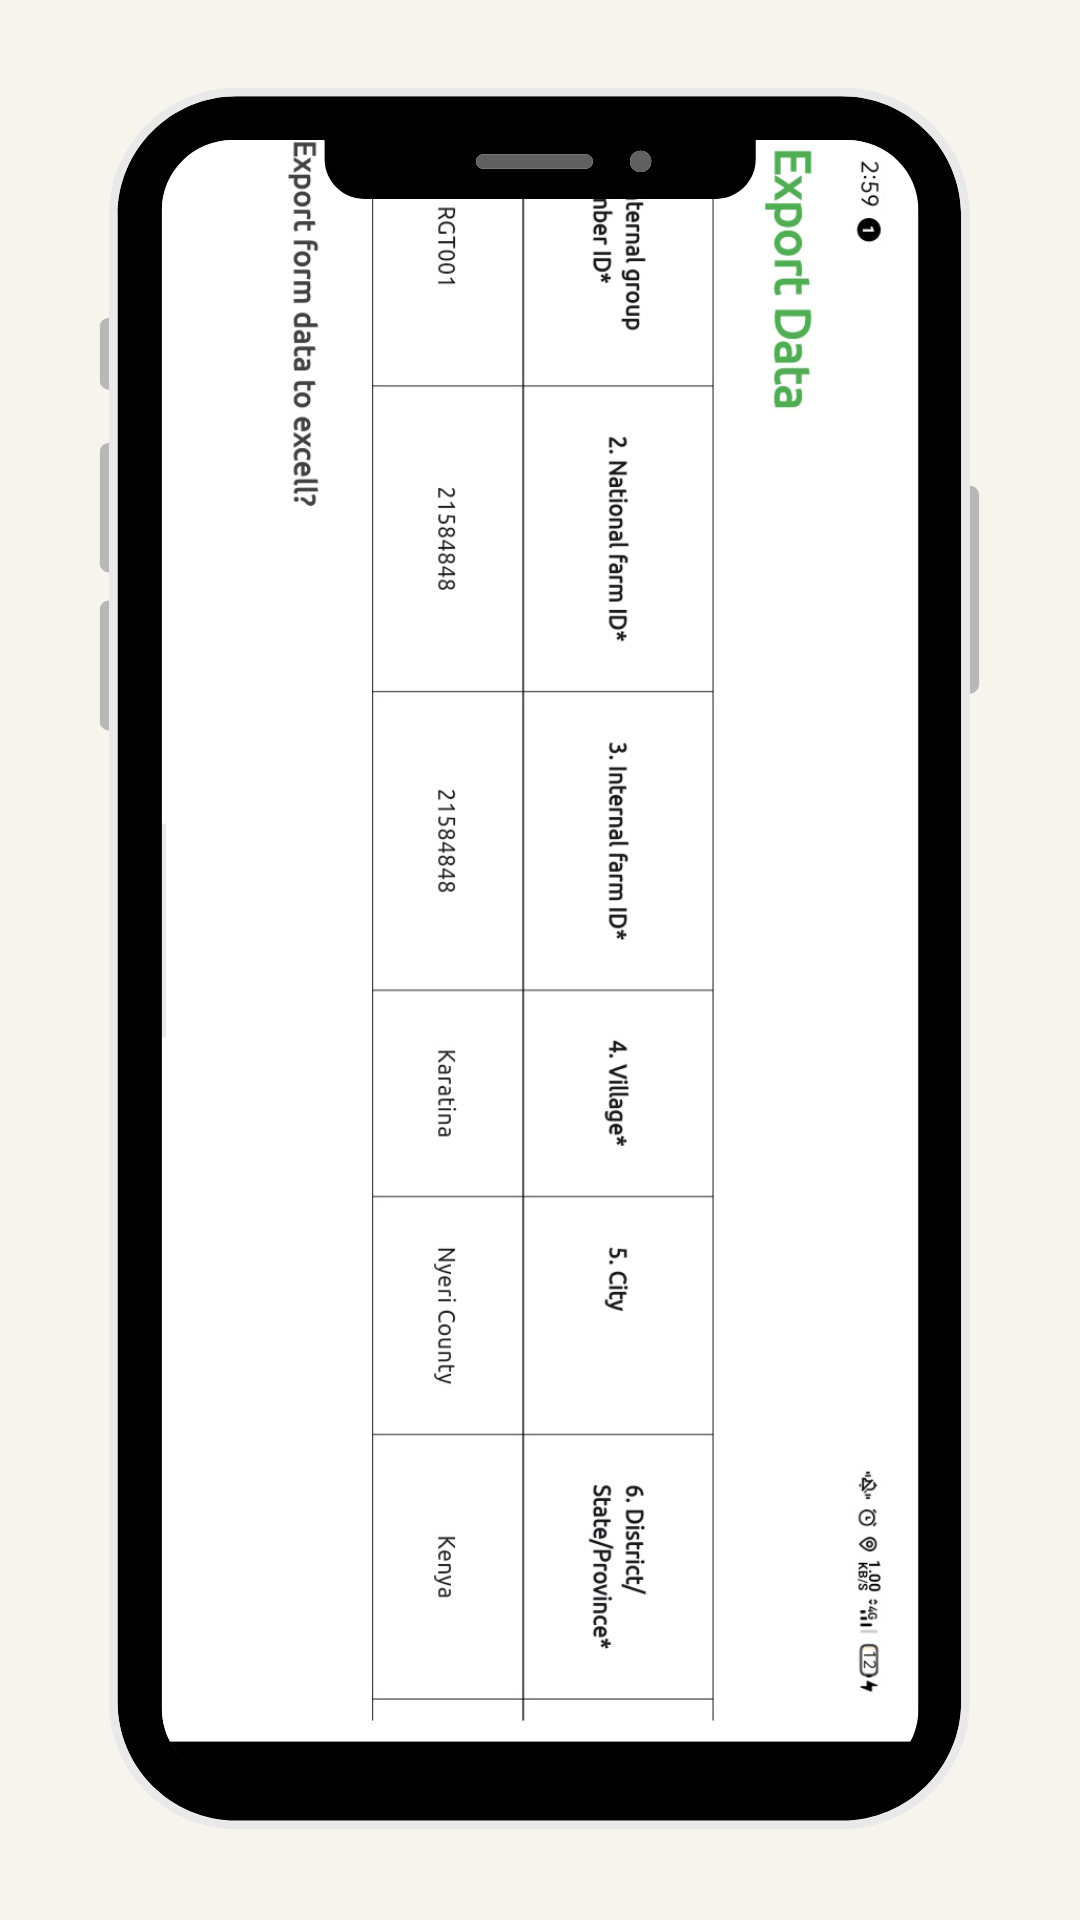 2:59 1
1.00 KB/S 4G 12
Export Data
ternal group
nber ID*
2. National farm ID*
3. Internal farm ID*
4. Village*
5. City
6. District/
State/Province*
RGT001
21584848
21584848
Karatina
Nyeri County
Kenya
Export form data to excell?